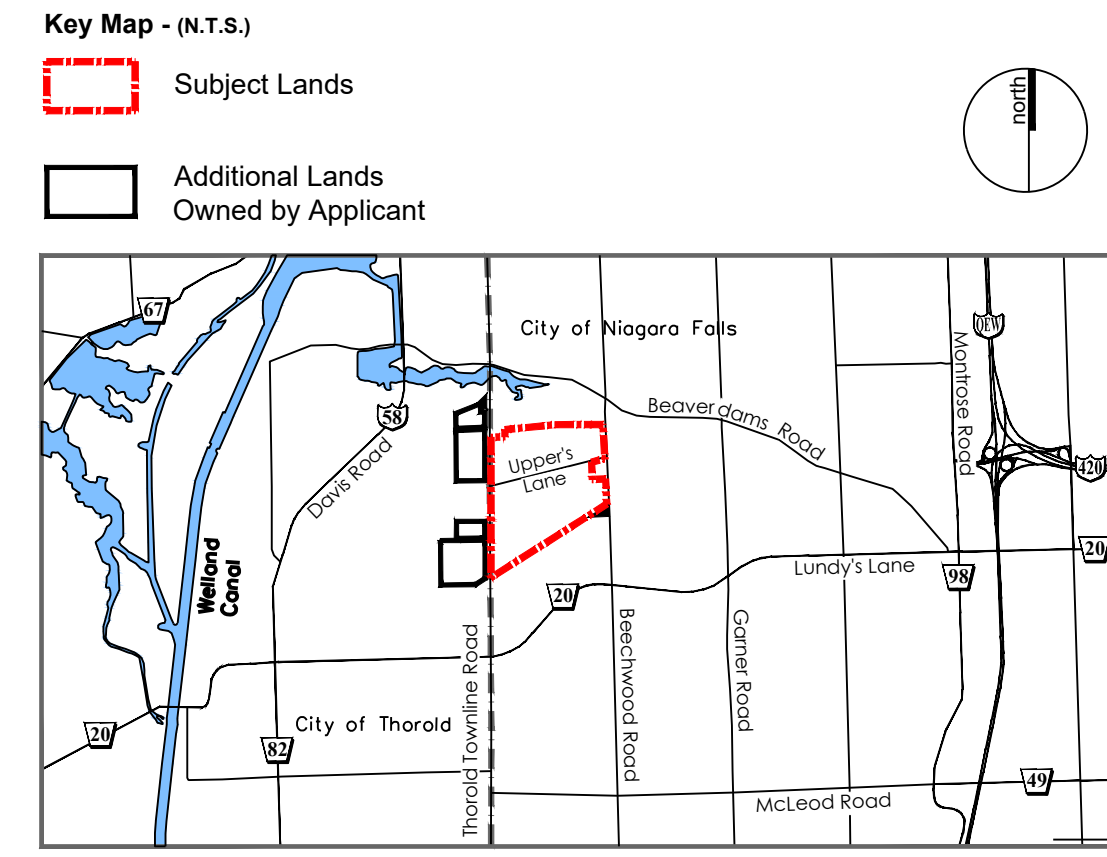 Key Map - (N.T.S.)
Subject Lands
north
Additional Lands
Owned by Applicant
67
City of Niagara Falls
QEW
Montrose Road
58
Beaverdams Road
Davis Road
Upper's
Lane
420
Welland
Canal
20
Lundy's Lane
98
20
Thorold Townline Road
Beechwood Road
Garner Road
City of Thorold
20
82
49
McLeod Road